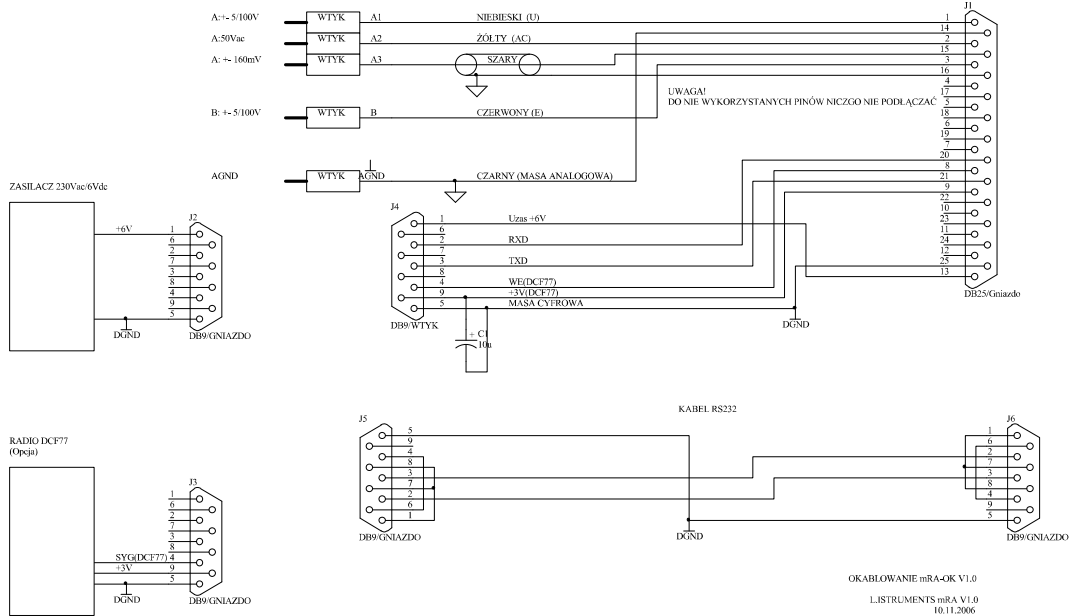 A:+- 5/100V WTYK A1 NIEBIESKI (U)
A:50Vac WTYK A2 ŻÓŁTY (AC)
A: +- 160mV WTYK A3 SZARY
B: +- 5/100V WTYK B CZERWONY (E)
AGND WTYK AGND CZARNY (MASA ANALOGOWA)
J1
1
14
2
15
3
16
4
17
5
18
6
19
7
20
8
21
9
22
10
23
11
24
12
25
13
DB25/Gniazdo
UWAGA!
DO NIE WYKORZYSTANYCH PINÓW NICZGO NIE PODŁĄCZAĆ
ZASILACZ 230Vac/6Vdc
+6V
DGND
J2
1
6
2
7
3
8
4
9
5
DB9/GNIAZDO
J4
1 Uzas +6V
6
2 RXD
7
3 TXD
8
4 WE(DCF77)
9 +3V(DCF77)
5 MASA CYFROWA
DB9/WTYK
+ C1
10u
DGND
RADIO DCF77
(Opcja)
SYG(DCF77)
+3V
DGND
J3
1
6
2
7
3
8
4
9
5
DB9/GNIAZDO
KABEL RS232
J5
5
9
4
8
3
7
2
6
1
DB9/GNIAZDO
DGND
J6
1
6
2
7
3
8
4
9
5
DB9/GNIAZDO
OKABLOWANIE mRA-OK V1.0
L.ISTRUMENTS mRA V1.0
10.11.2006